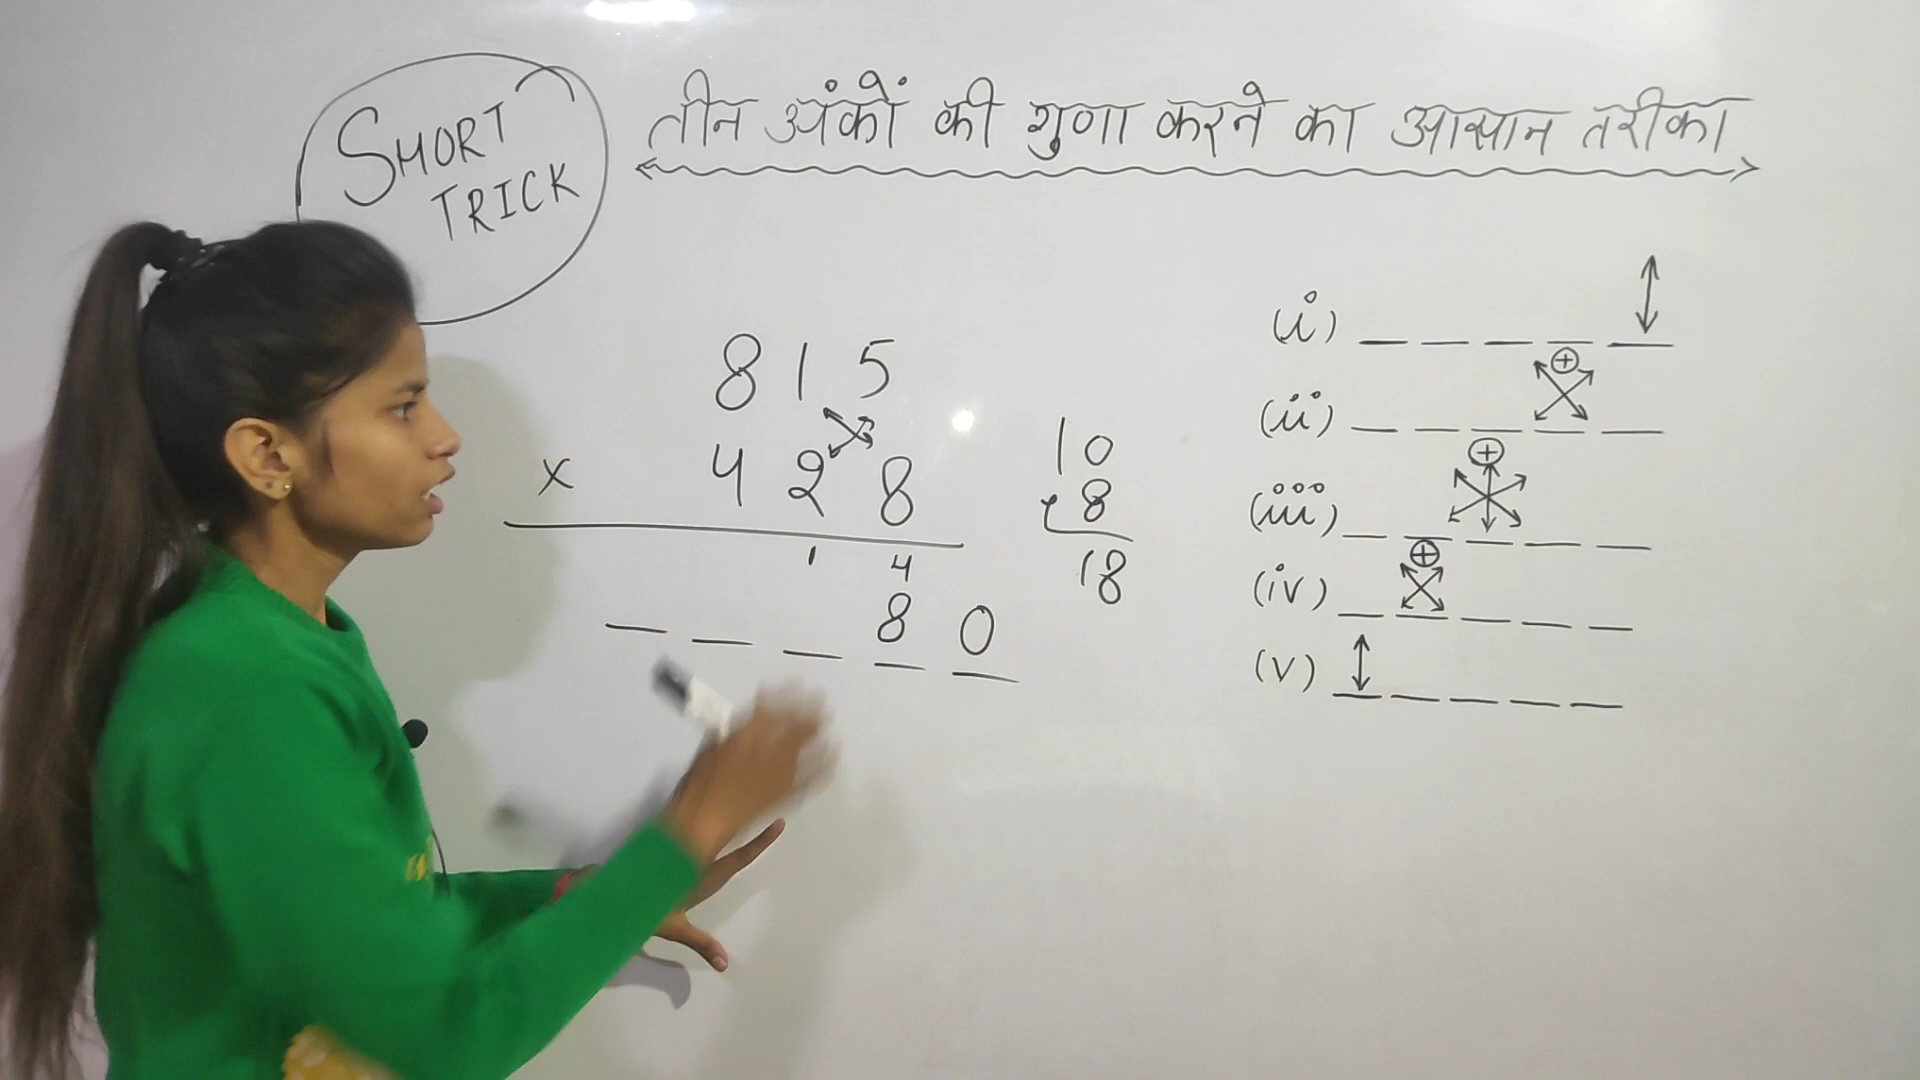 SHORT
TRICK
तीन अंकों की गुणा करने का आसान तरीका
815
× 428
1 4
_ _ _ 8 0
10
8
18
(i) _ _ _ _ _
(ii) _ _ _ _ _
(iii) _ _ _ _ _
(iv) _ _ _ _ _
(v) _ _ _ _ _